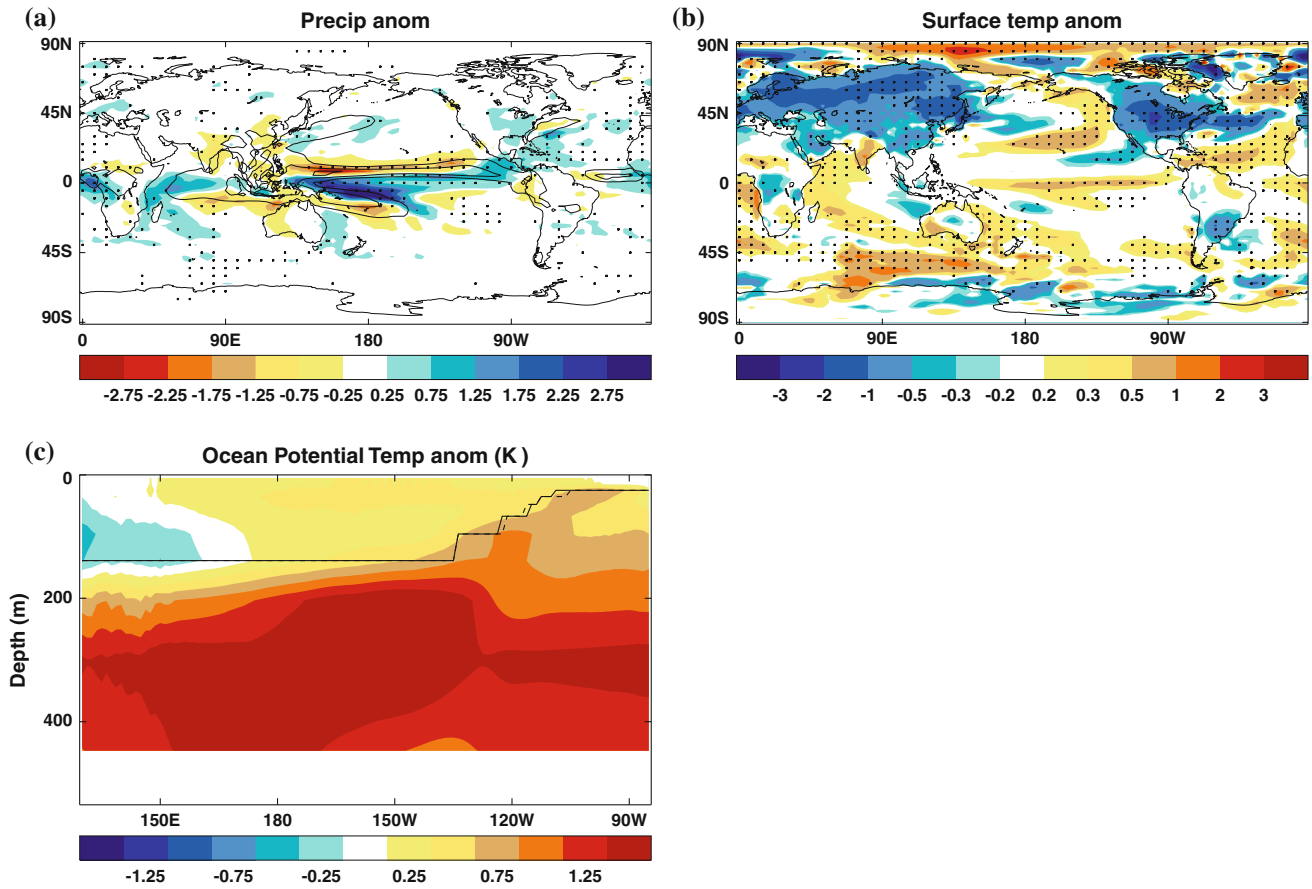 (a) Precip anom
90N
45N
0
45S
90S
0 90E 180 90W
-2.75 -2.25 -1.75 -1.25 -0.75 -0.25 0.25 0.75 1.25 1.75 2.25 2.75
(b) Surface temp anom
90N
45N
0
45S
90S
0 90E 180 90W
-3 -2 -1 -0.5 -0.3 -0.2 0.2 0.3 0.5 1 2 3
(c) Ocean Potential Temp anom (K)
0
200
400
Depth (m)
150E 180 150W 120W 90W
-1.25 -0.75 -0.25 0.25 0.75 1.25